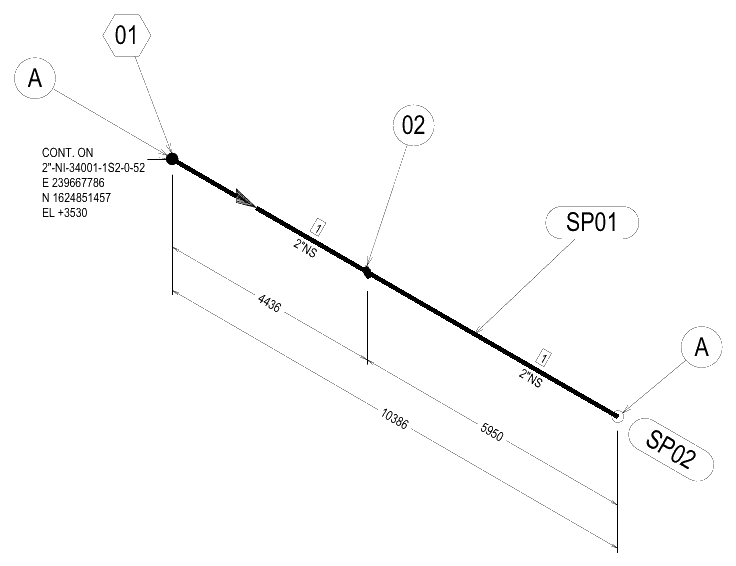 01
A
02
CONT. ON
2"-NI-34001-1S2-0-52
E 239667786
N 1624851457
EL +3530
SP01
1
2"NS
4436
A
1
2"NS
10386
5950
SP02